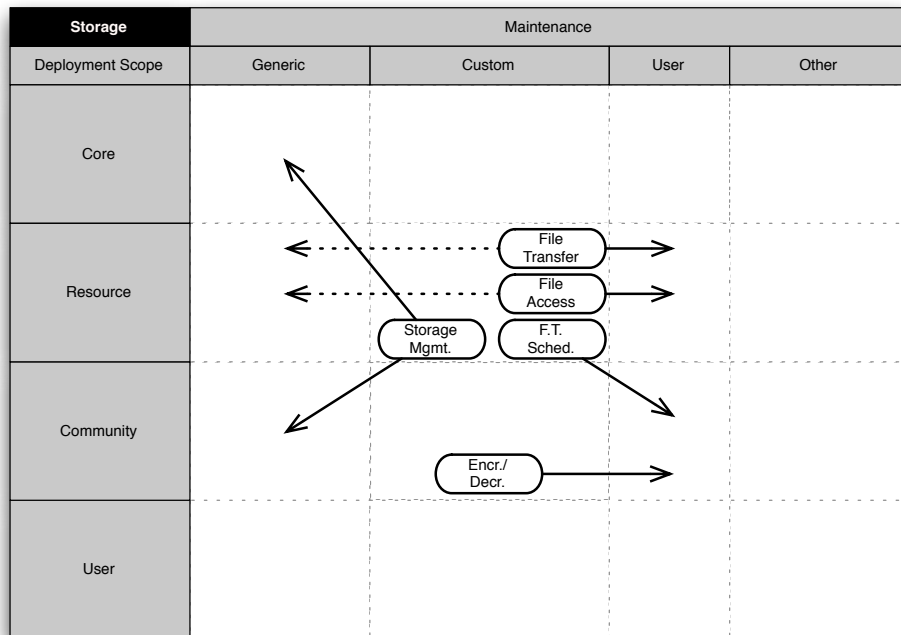 Storage
Maintenance
Deployment Scope
Generic
Custom
User
Other
Core
Resource
File
Transfer
File
Access
Storage
Mgmt.
F.T.
Sched.
Community
Encr./
Decr.
User